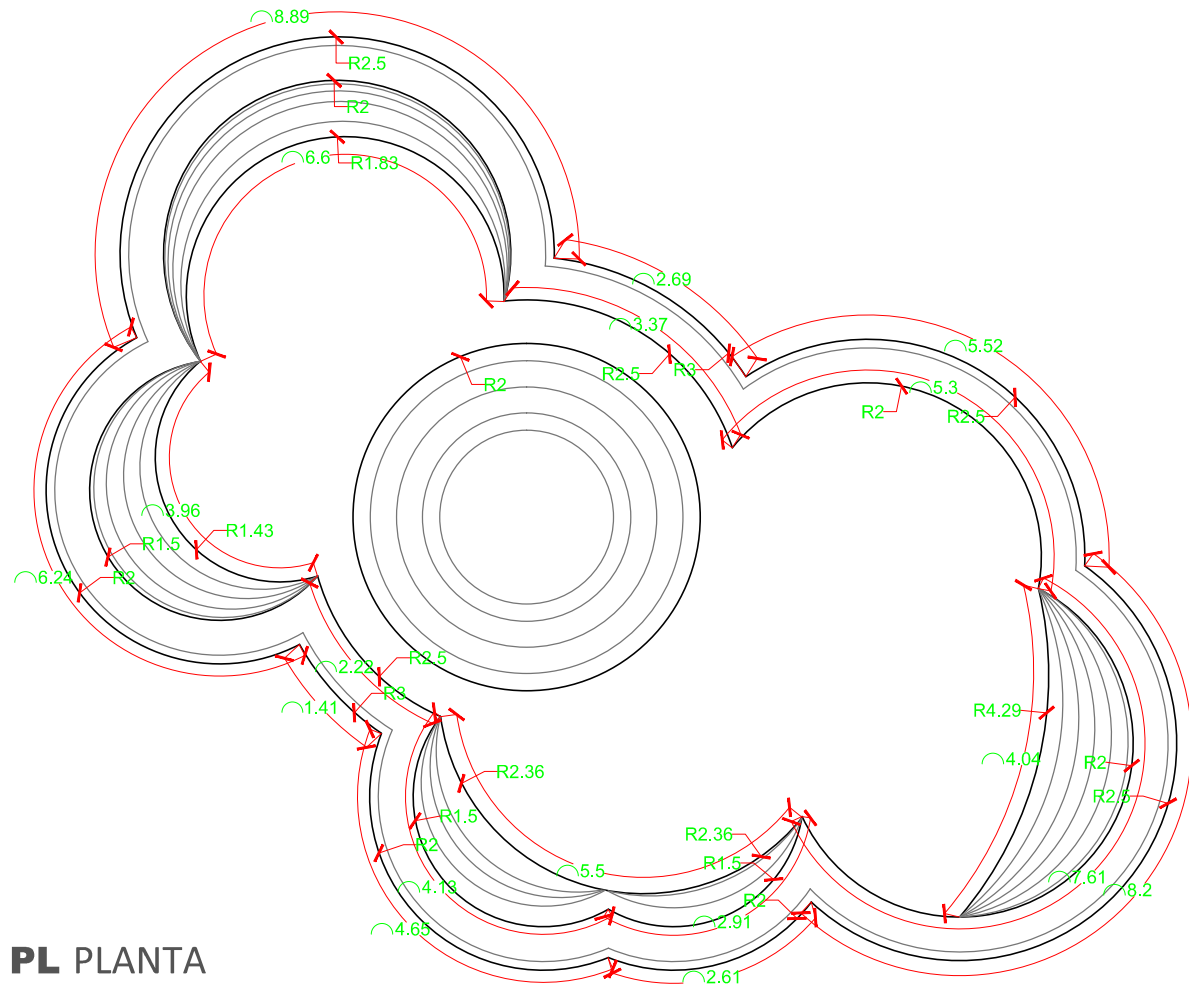 ⌒8.89
R2.5
R2
⌒6.6
R1.83
⌒2.69
⌒3.37
R2.5
R3
R2
⌒5.52
⌒5.3
R2
R2.5
⌒3.96
R1.43
R1.5
⌒6.24
R2
⌒2.22
R2.5
R3
⌒1.41
R4.29
⌒4.04
R2
R2.5
R2.36
R1.5
R2
⌒4.13
⌒4.65
R2.36
R1.5
⌒5.5
R2
⌒2.91
⌒7.61
⌒8.2
⌒2.61
PL PLANTA